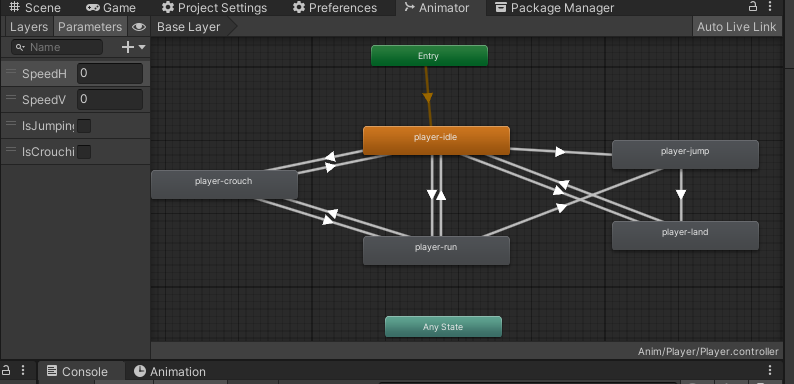 Scene Game Project Settings Preferences Animator Package Manager
Layers Parameters Base Layer Auto Live Link
Name
Entry
SpeedH 0
SpeedV 0
IsJumping
IsCrouchi
player-idle
player-jump
player-crouch
player-land
player-run
Any State
Anim/Player/Player.controller
Console Animation